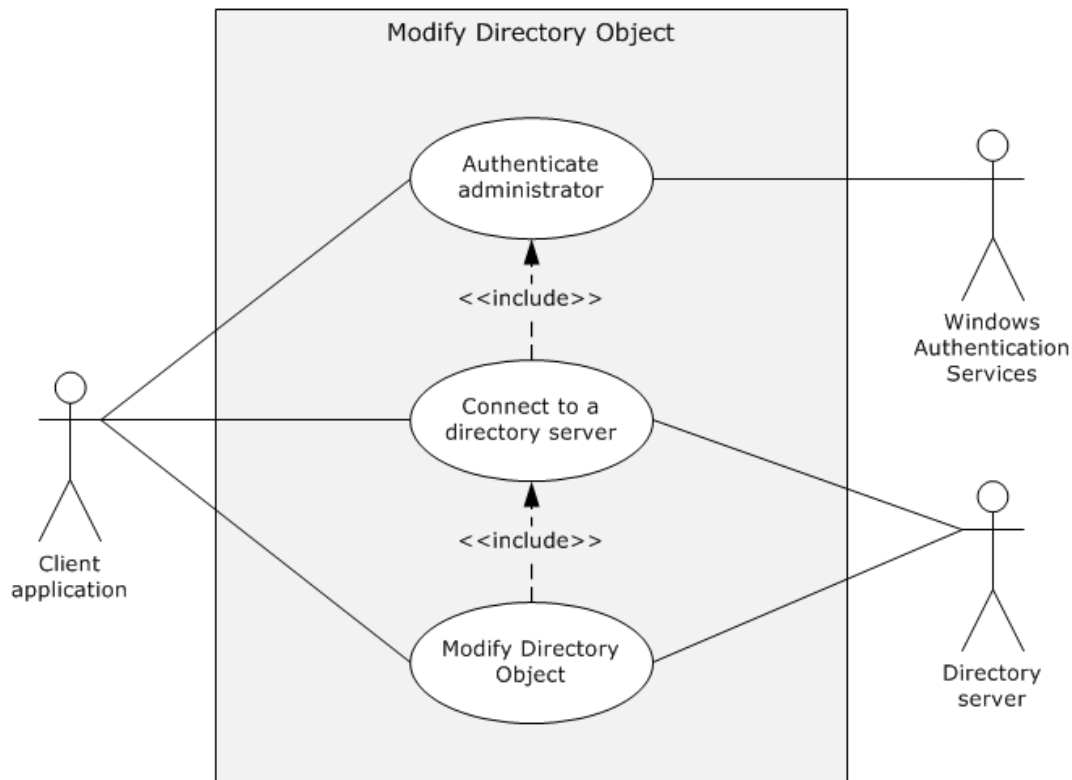 Modify Directory Object
Authenticate
administrator
Windows
Authentication
Services
<<include>>
Connect to a
directory server
Client
application
<<include>>
Modify Directory
Object
Directory
server